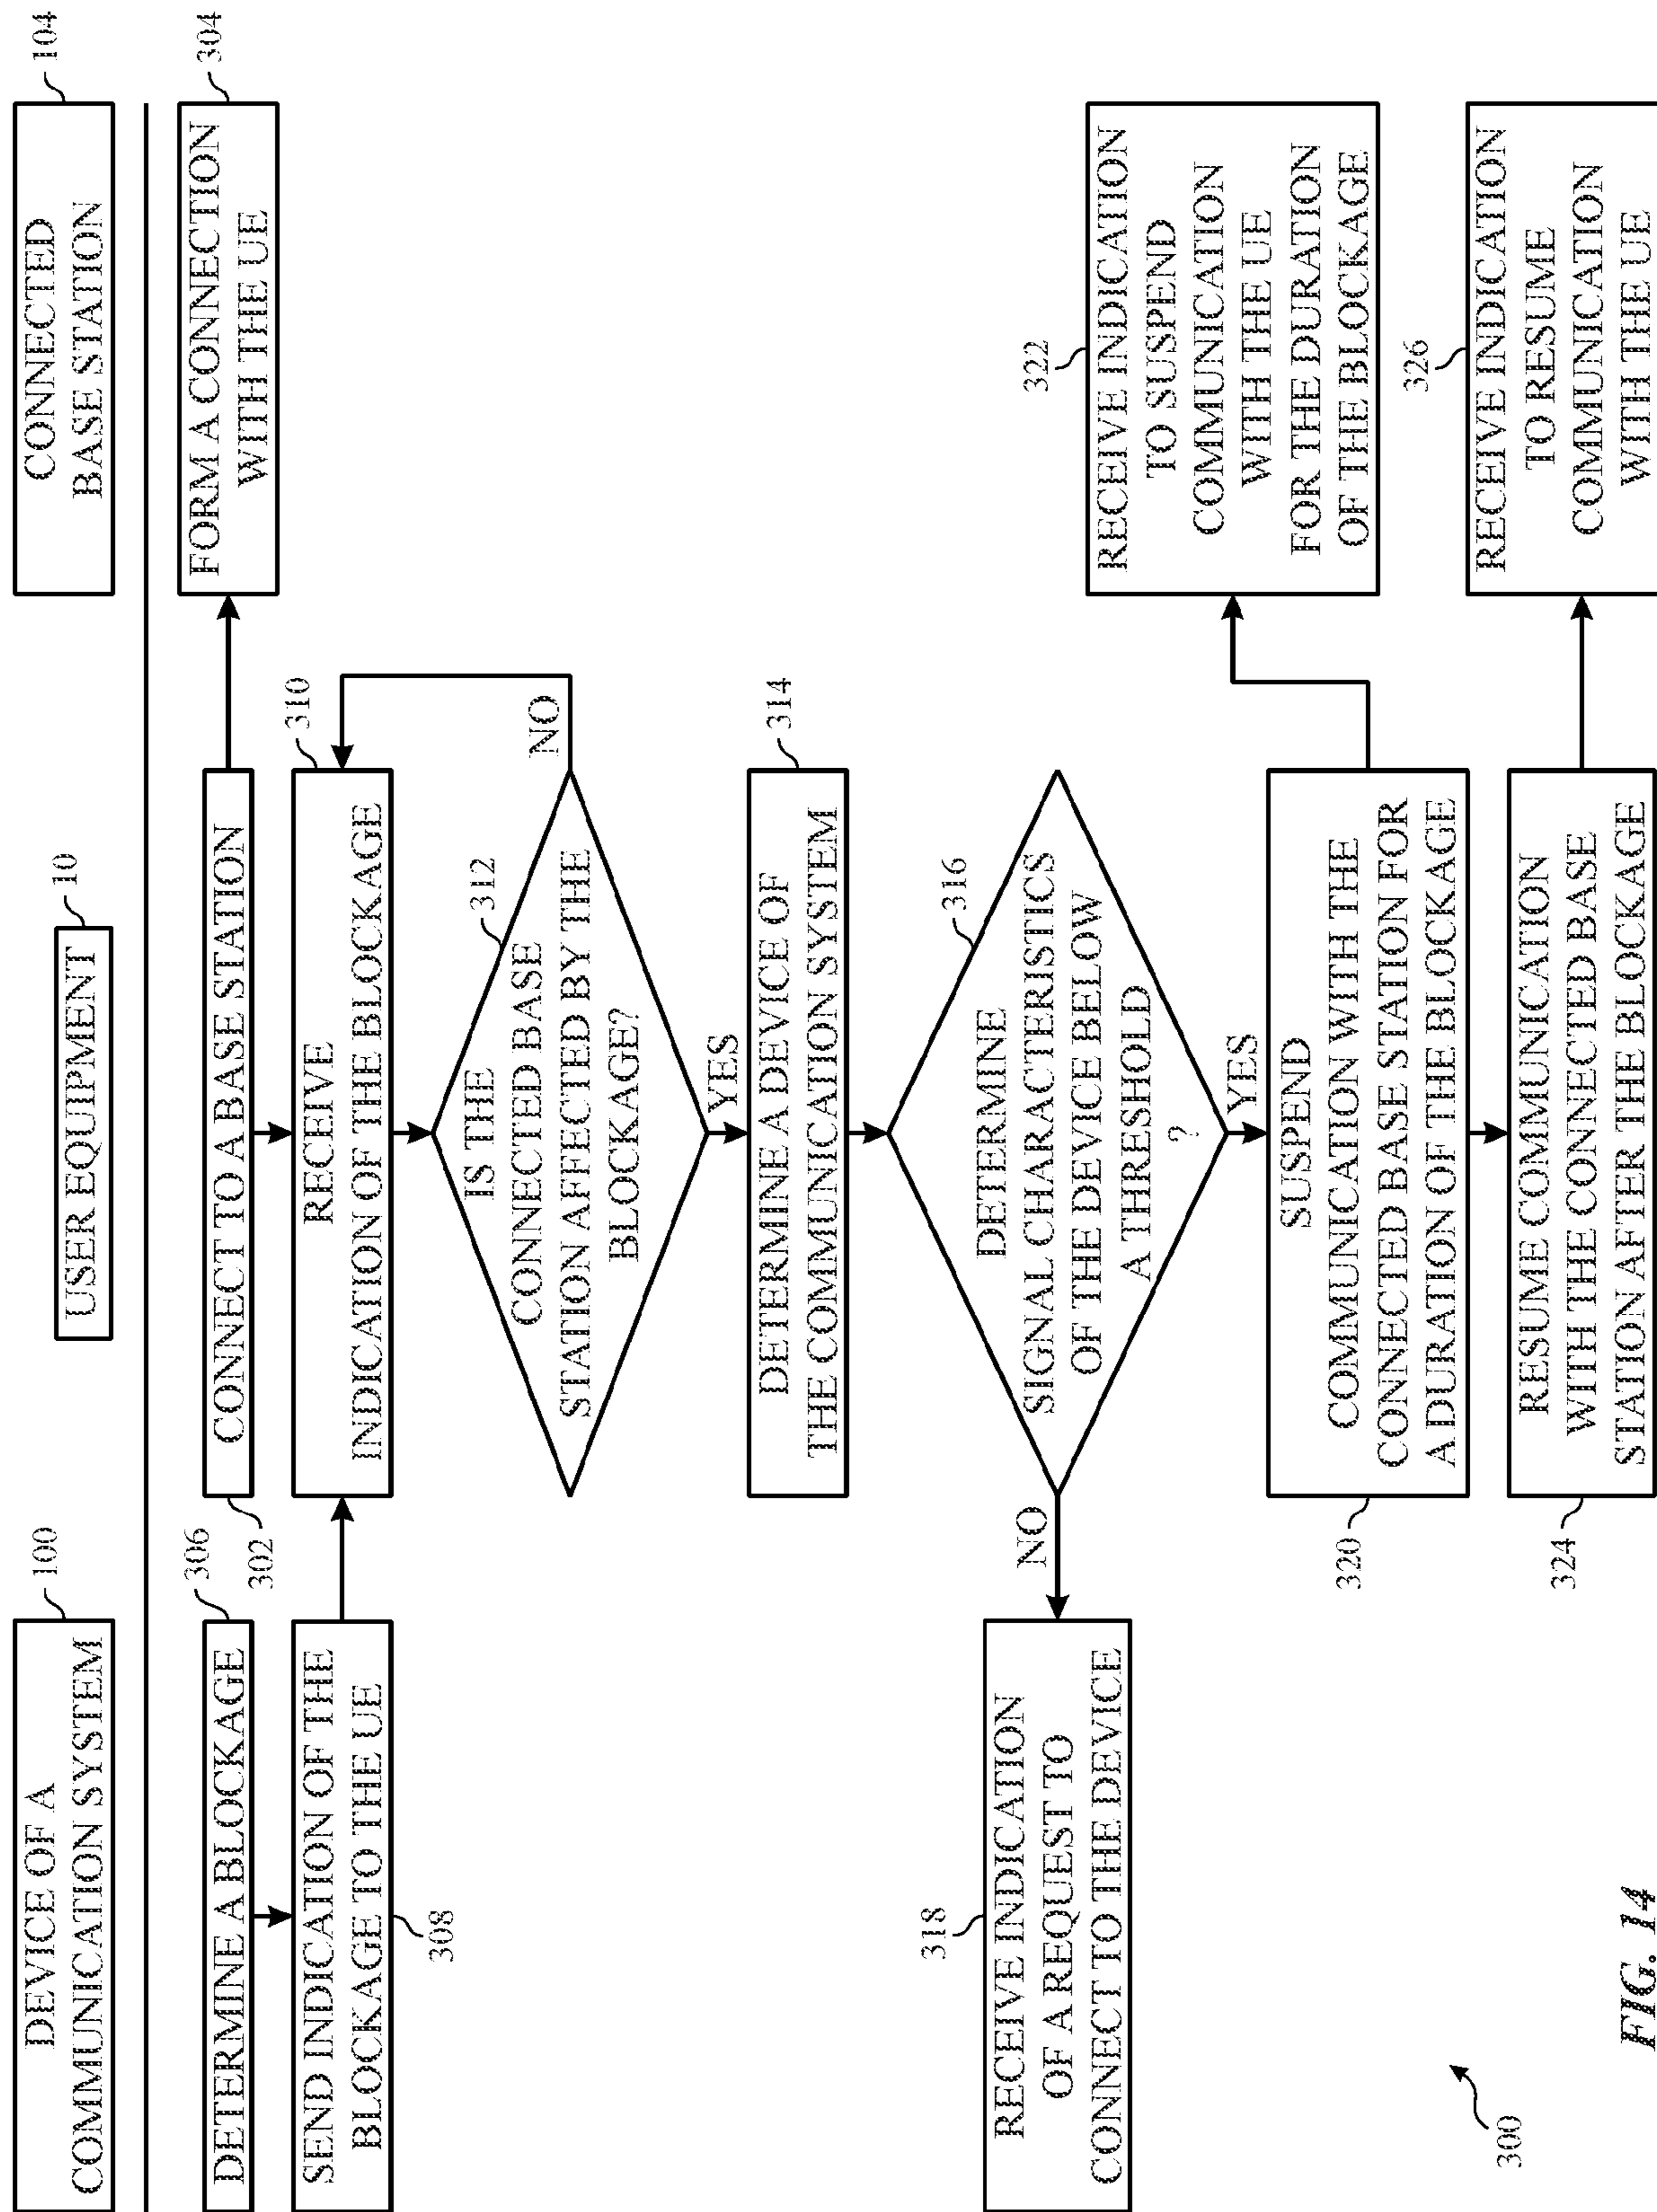 DEVICE OF A
COMMUNICATION SYSTEM
100
USER EQUIPMENT
10
CONNECTED
BASE STATION
104
DETERMINE A BLOCKAGE
306
302
CONNECT TO A BASE STATION
FORM A CONNECTION
WITH THE UE
304
SEND INDICATION OF THE
BLOCKAGE TO THE UE
308
RECEIVE
INDICATION OF THE BLOCKAGE
310
IS THE
CONNECTED BASE
STATION AFFECTED BY THE
BLOCKAGE?
312
NO
YES
DETERMINE A DEVICE OF
THE COMMUNICATION SYSTEM
314
DETERMINE
SIGNAL CHARACTERISTICS
OF THE DEVICE BELOW
A THRESHOLD
?
316
NO
YES
318
RECEIVE INDICATION
OF A REQUEST TO
CONNECT TO THE DEVICE
320
SUSPEND
COMMUNICATION WITH THE
CONNECTED BASE STATION FOR
A DURATION OF THE BLOCKAGE
322
RECEIVE INDICATION
TO SUSPEND
COMMUNICATION
WITH THE UE
FOR THE DURATION
OF THE BLOCKAGE
324
RESUME COMMUNICATION
WITH THE CONNECTED BASE
STATION AFTER THE BLOCKAGE
326
RECEIVE INDICATION
TO RESUME
COMMUNICATION
WITH THE UE
300
FIG. 14